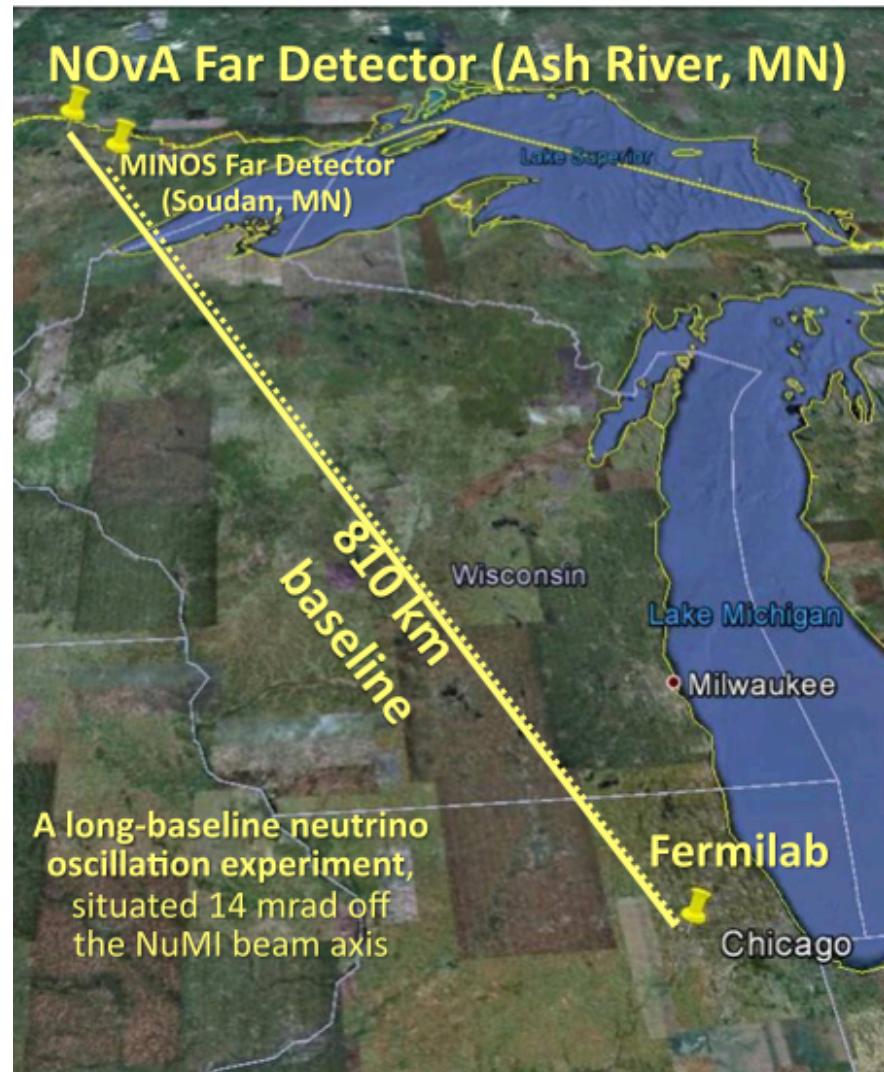 NOvA Far Detector (Ash River, MN)
MINOS Far Detector
(Soudan, MN)
Lake Superior
810 km
baseline
Wisconsin
Lake Michigan
Milwaukee
A long-baseline neutrino
oscillation experiment,
situated 14 mrad off
the NuMI beam axis
Fermilab
Chicago